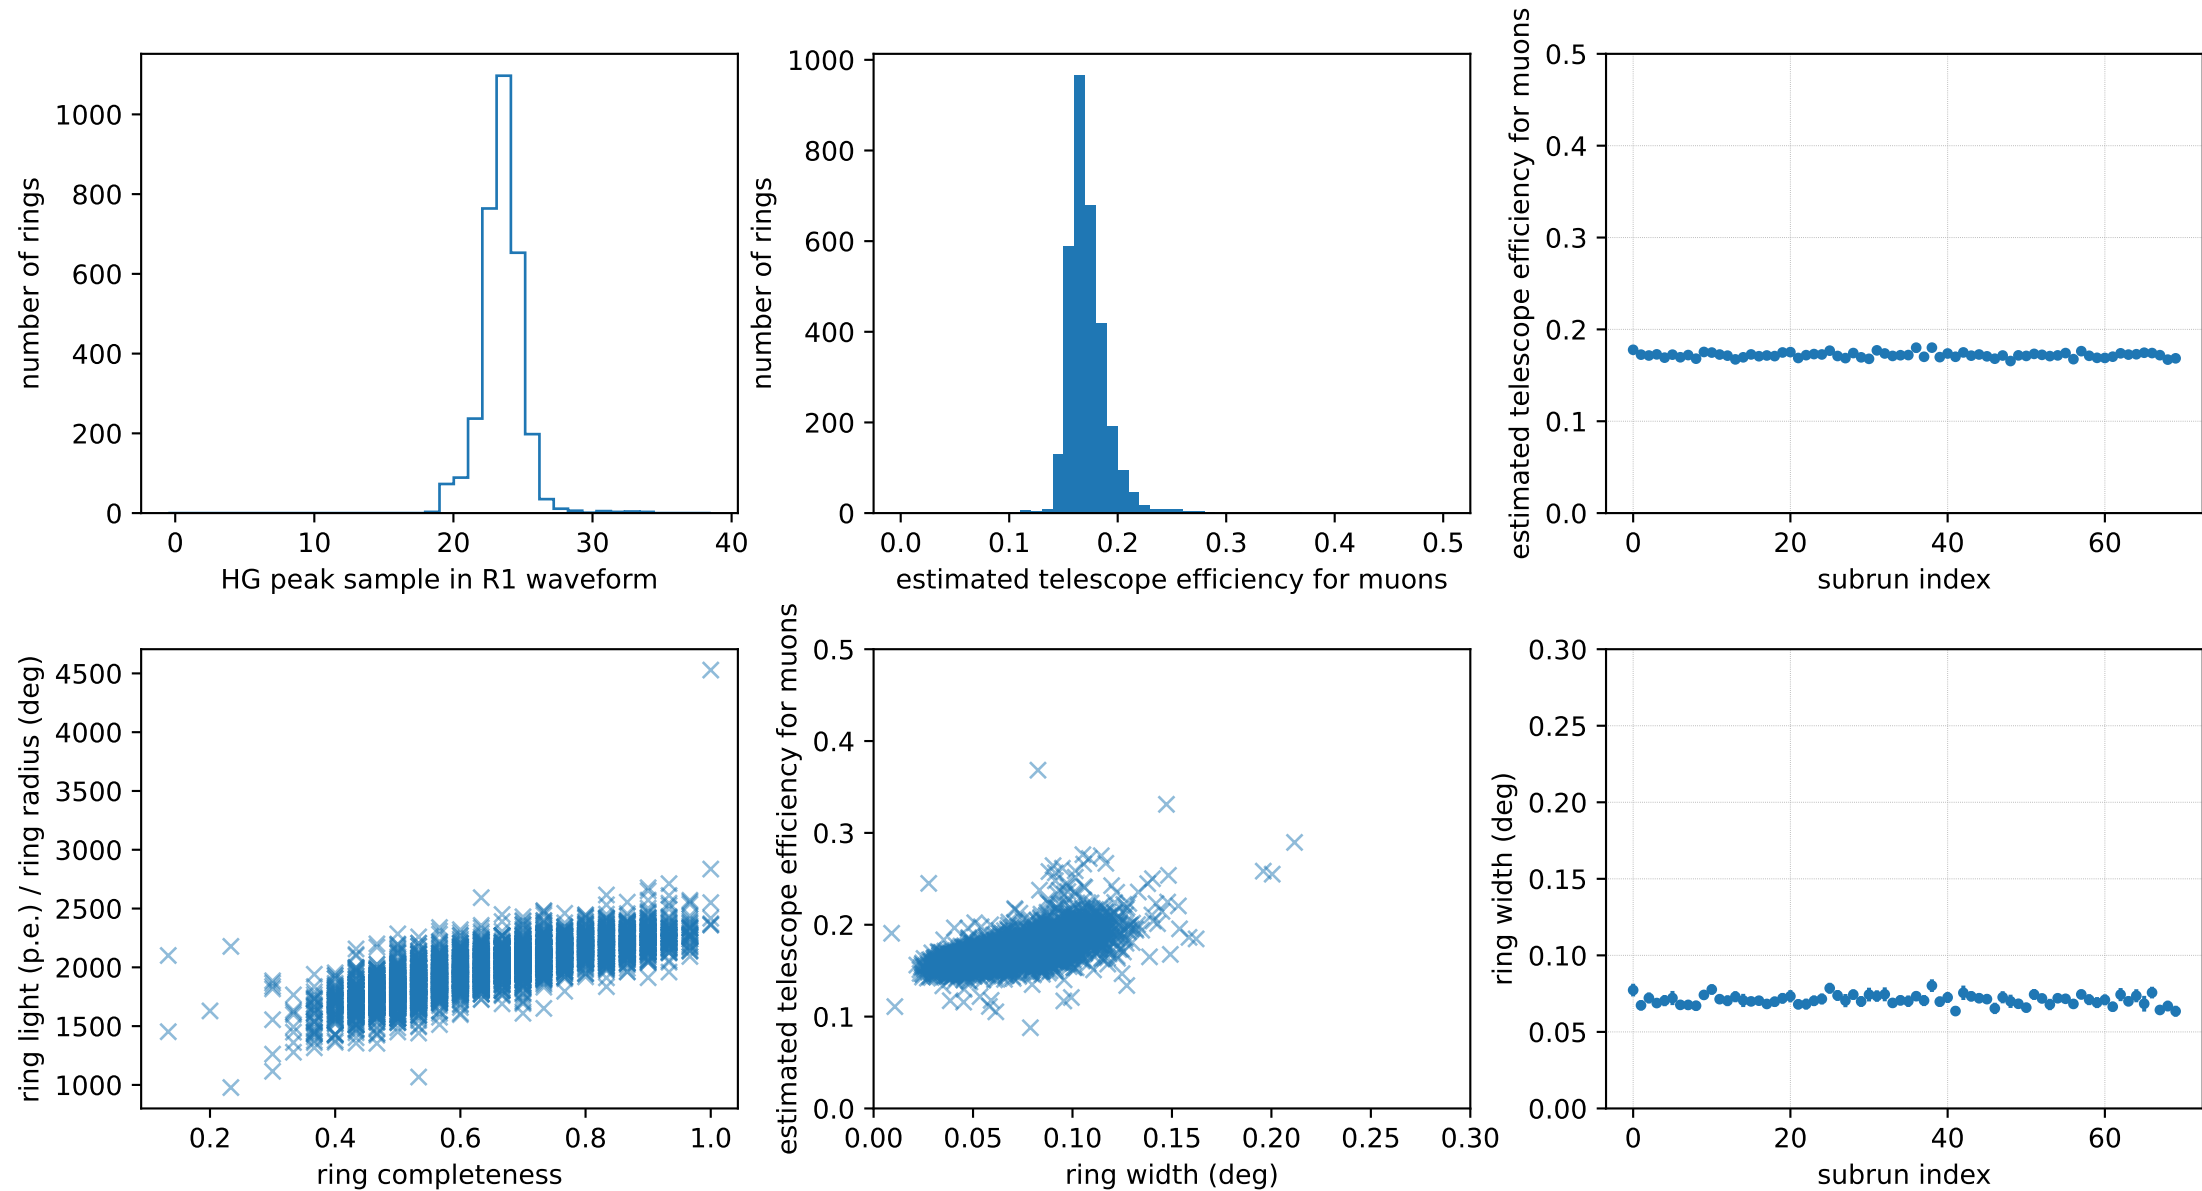 number of rings
1000
800
600
400
200
0
0 10 20 30 40
HG peak sample in R1 waveform
number of rings
1000
800
600
400
200
0
0.0 0.1 0.2 0.3 0.4 0.5
estimated telescope efficiency for muons
estimated telescope efficiency for muons
0.5
0.4
0.3
0.2
0.1
0.0
0 20 40 60
subrun index
ring light (p.e.) / ring radius (deg)
4500
4000
3500
3000
2500
2000
1500
1000
0.2 0.4 0.6 0.8 1.0
ring completeness
estimated telescope efficiency for muons
0.5
0.4
0.3
0.2
0.1
0.0
0.00 0.05 0.10 0.15 0.20 0.25 0.30
ring width (deg)
ring width (deg)
0.30
0.25
0.20
0.15
0.10
0.05
0.00
0 20 40 60
subrun index